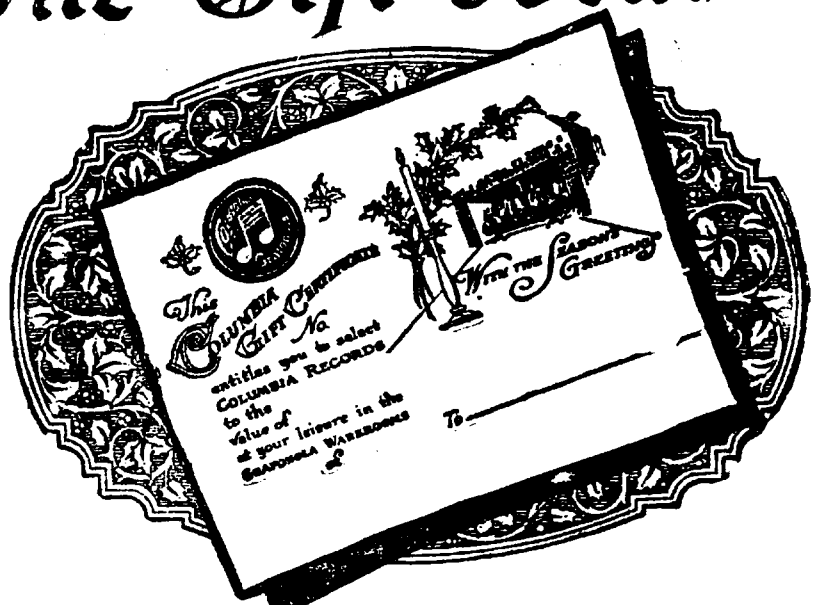 Gift
This
COLUMBIA
GIFT CERTIFICATE
No.
entitles you to select
COLUMBIA RECORDS
to the
value of
at your leisure in the
GRAFONOLA WAREROOMS
of
WITH THE SEASON'S
GREETINGS
To